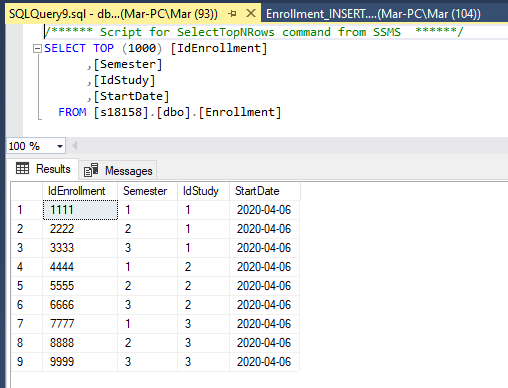 SQLQuery9.sql - db...(Mar-PC\Mar (93)) Enrollment_INSERT....(Mar-PC\Mar (104))
/****** Script for SelectTopNRows command from SSMS ******/
SELECT TOP (1000) [IdEnrollment]
,[Semester]
,[IdStudy]
,[StartDate]
FROM [s18158].[dbo].[Enrollment]
100 %
Results Messages
IdEnrollment Semester IdStudy StartDate
1 1111 1 1 2020-04-06
2 2222 2 1 2020-04-06
3 3333 3 1 2020-04-06
4 4444 1 2 2020-04-06
5 5555 2 2 2020-04-06
6 6666 3 2 2020-04-06
7 7777 1 3 2020-04-06
8 8888 2 3 2020-04-06
9 9999 3 3 2020-04-06